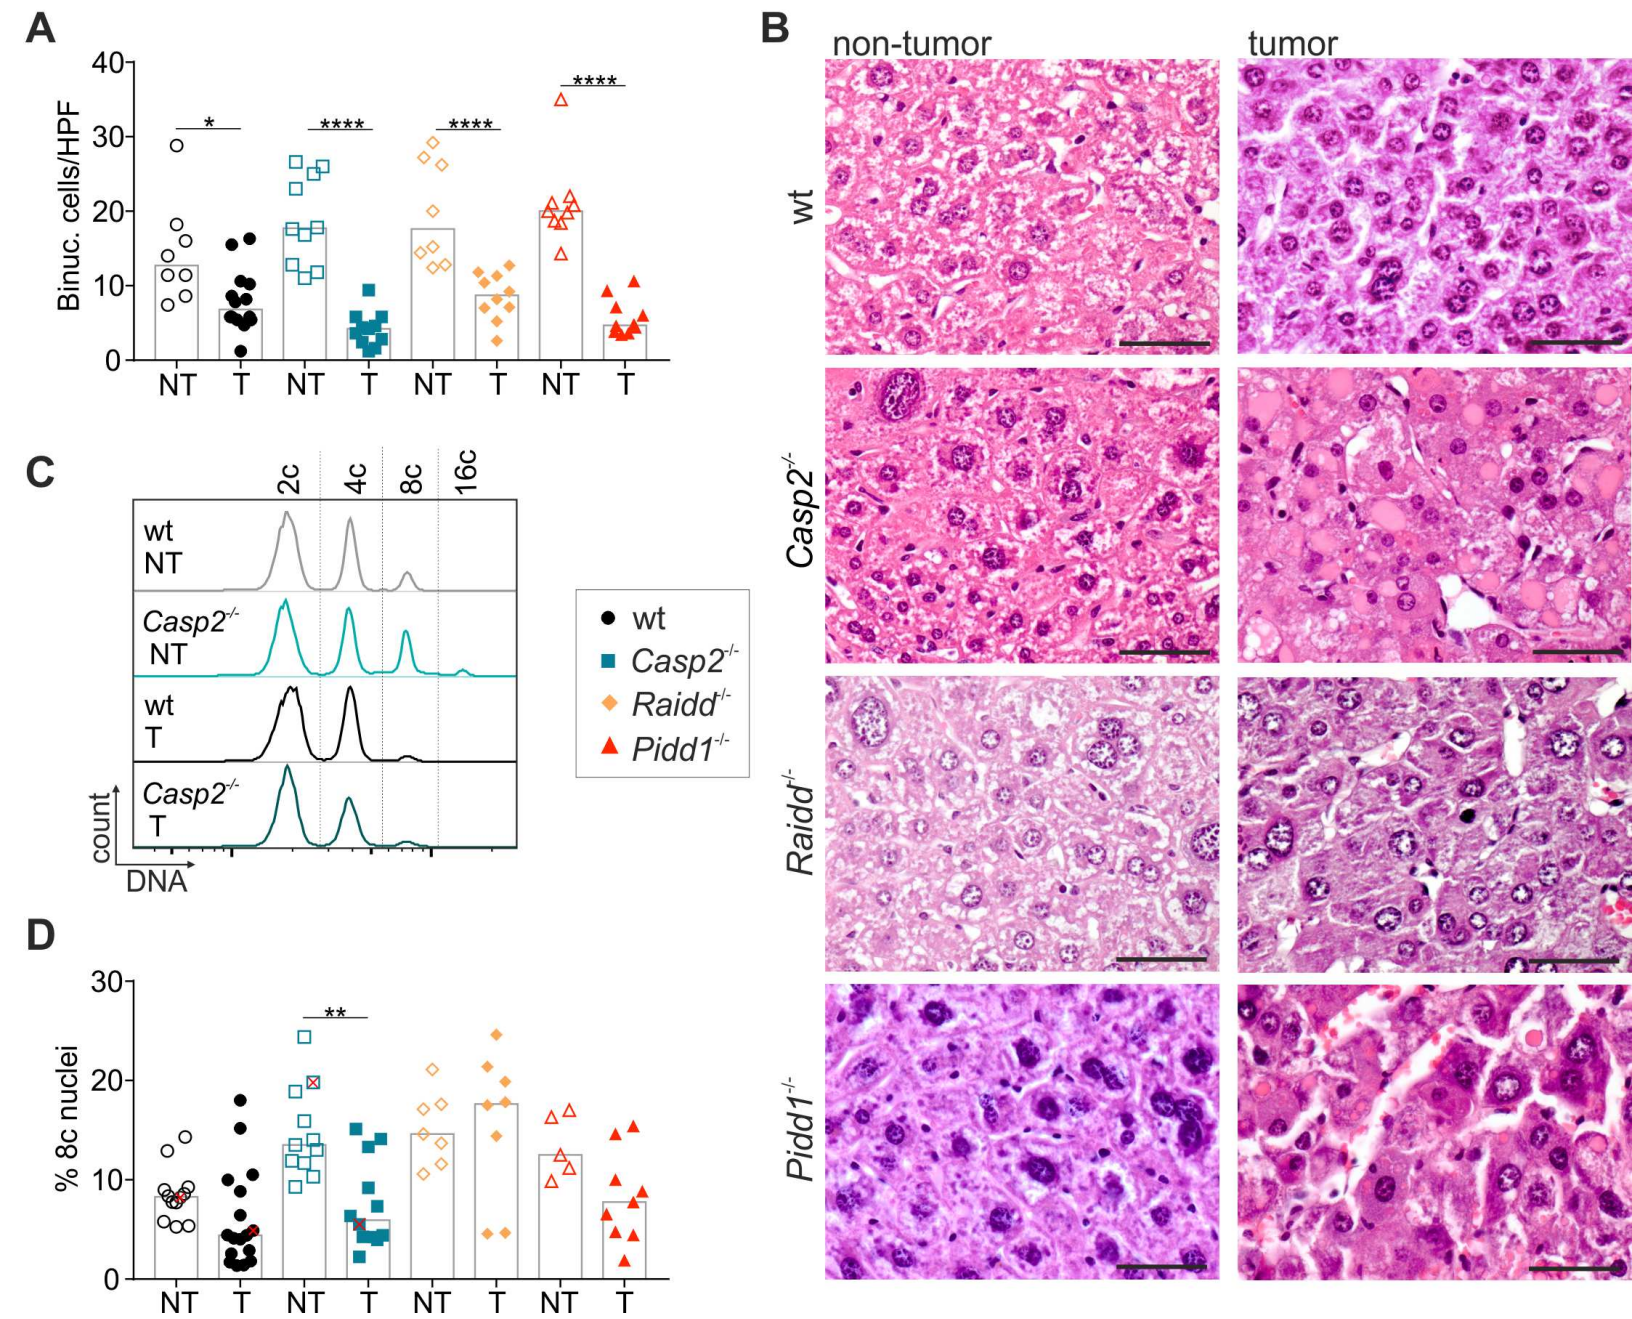 A
Binuc. cells/HPF
40
30
20
10
0
*
****
****
****
NT T NT T NT T NT T
B
non-tumor tumor
wt
Casp2-/-
Raidd-/-
Pidd1-/-
C
2c 4c 8c 16c
wt
NT
Casp2-/-
NT
wt
T
Casp2-/-
T
count
DNA
wt
Casp2-/-
Raidd-/-
Pidd1-/-
D
% 8c nuclei
30
20
10
0
**
NT T NT T NT T NT T